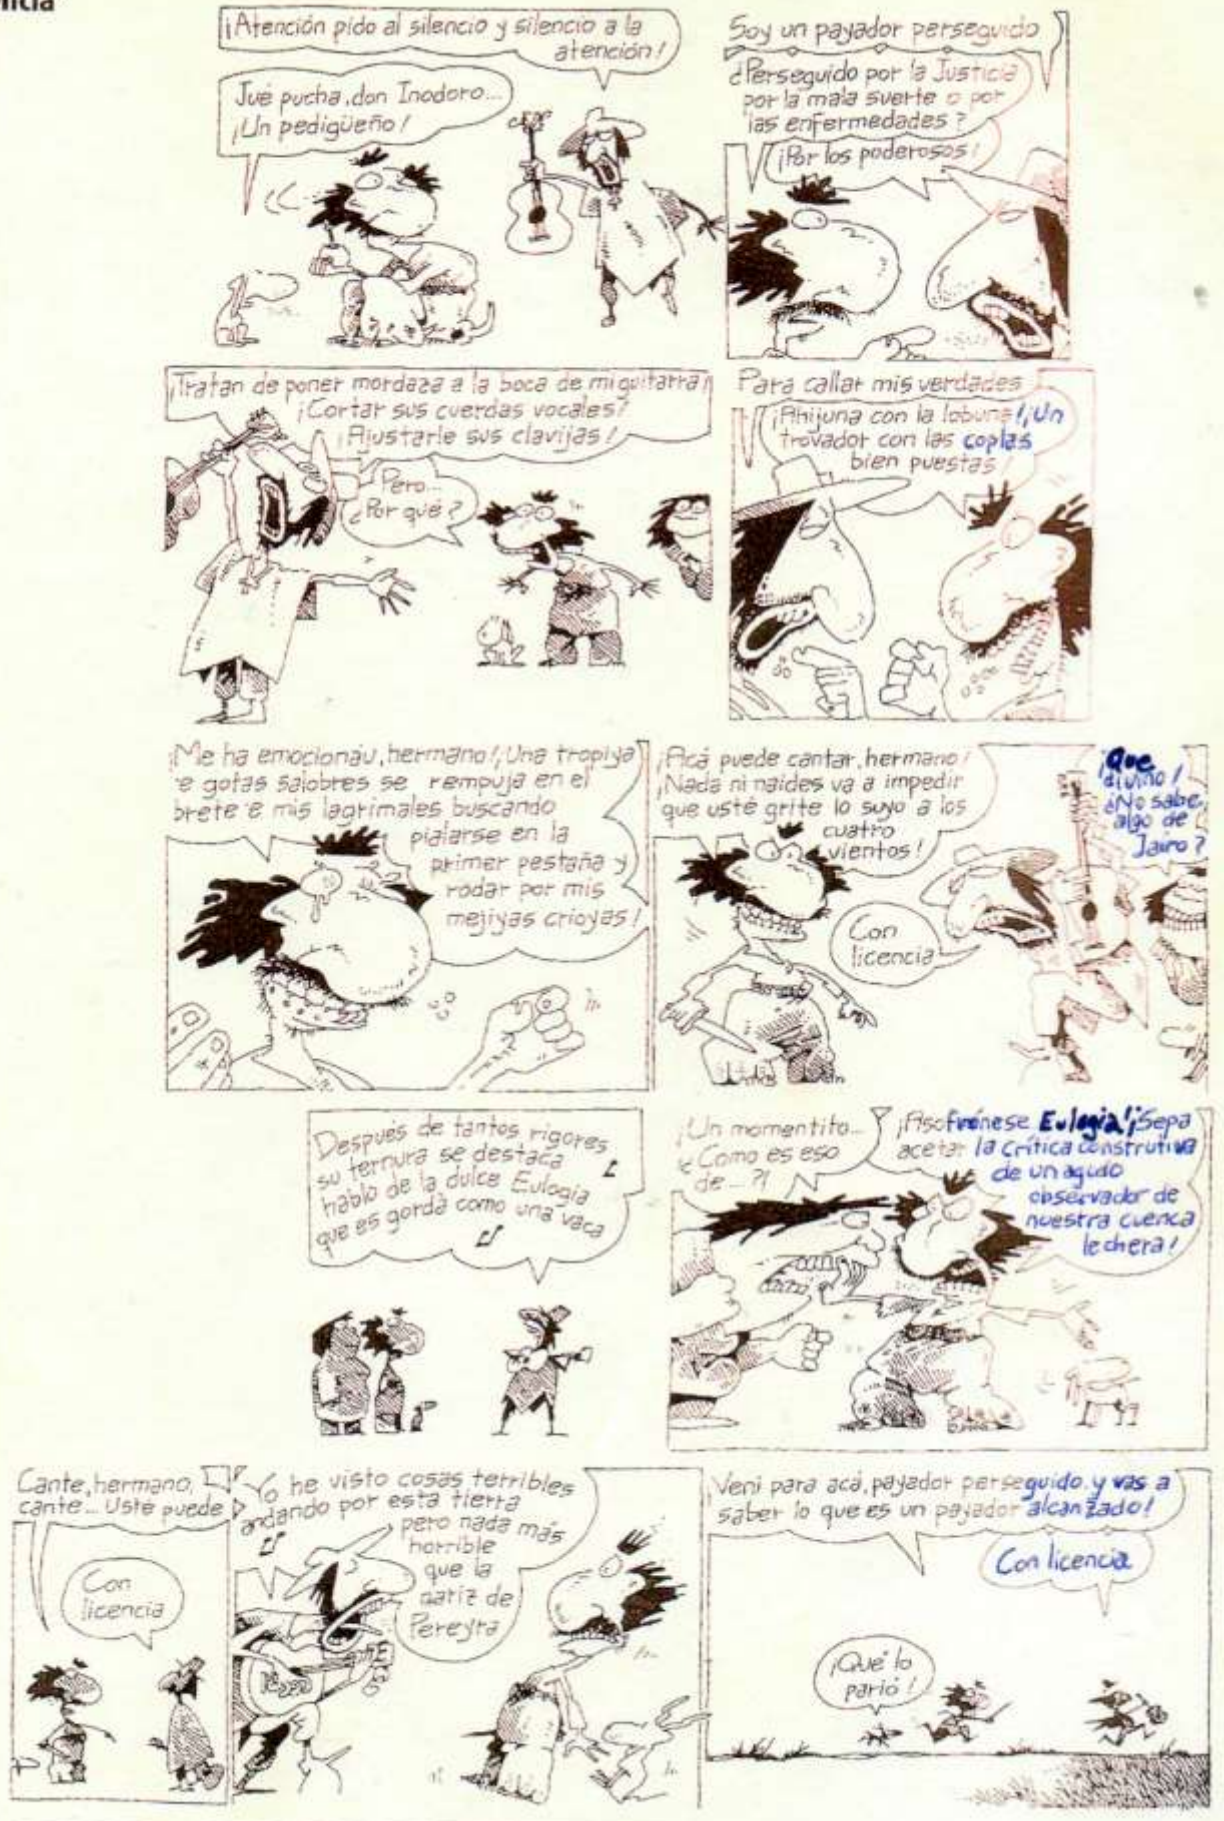 ¡Atención pido al silencio y silencio a la
atención!
Jué pucha, don Inodoro...
¡Un pedigüeño!
Soy un payador perseguido
¿Perseguido por la Justicia
por la mala suerte o por
las enfermedades?
¡Por los poderosos!
¡Tratan de poner mordaza a la boca de mi guitarra!
¡Cortar sus cuerdas vocales!
¡Ajustarle sus clavijas!
Pero...
¿Por qué?
Para callar mis verdades
¡Ahijuna con la lobuna! ¡Un
trovador con las coplas
bien puestas!
¡Me ha emocionau, hermano! ¡Una tropiya
'e gotas salobres se rempuja en el
brete 'e mis lagrimales buscando
pialarse en la
primer pestaña y
rodar por mis
mejiyas crioyas!
¡Acá puede cantar, hermano!
¡Nada ni naides va a impedir
que usté grite lo suyo a los
cuatro
vientos!
Con
licencia
¡Que
divino!
¿No sabe
algo de
Jairo?
Después de tantos rigores
su ternura se destaca
hablo de la dulce Eulogia
que es gorda como una vaca
¡Un momentito...
¿Como es eso
de...?!
¡Asofrénese Eulogia! ¡Sepa
acetar la crítica construtiva
de un agudo
observador de
nuestra cuenca
lechera!
Cante, hermano,
cante... Usté puede
Con
licencia
Yo he visto cosas terribles
andando por esta tierra
pero nada más
horrible
que la
nariz de
Pereyra
Vení para acá, payador perseguido, y vas a
saber lo que es un payador alcanzado!
Con licencia
¡Qué lo
parió!